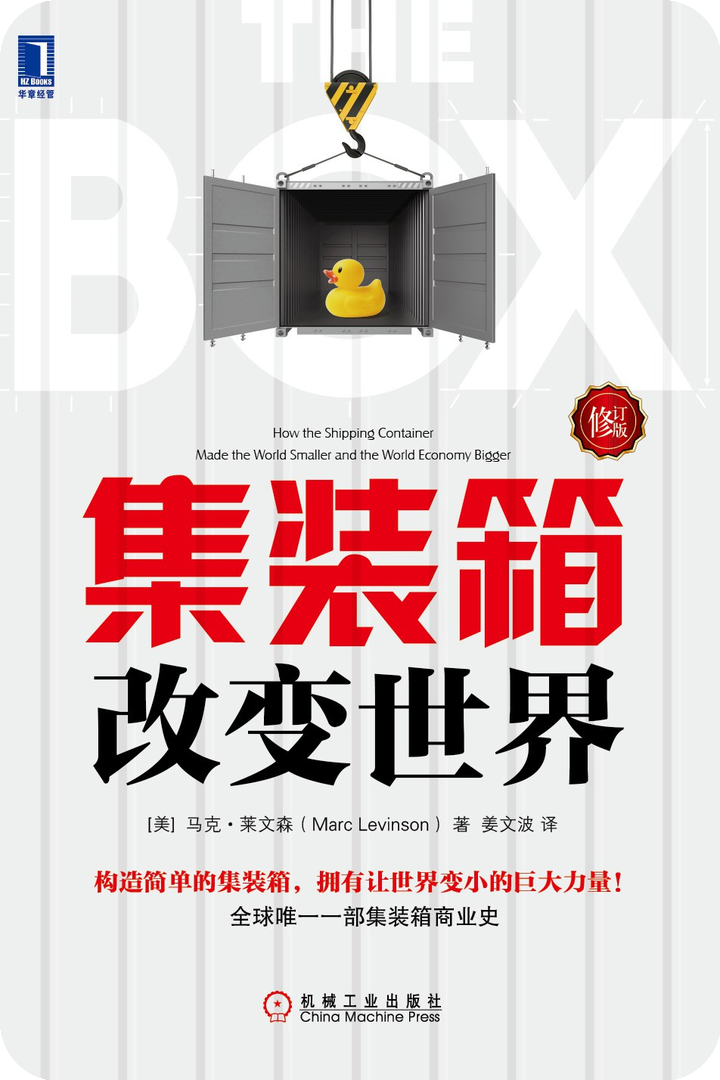 THE
BOX
HZ BOOKS
华章经管
How the Shipping Container
Made the World Smaller and the World Economy Bigger
修订版
集装箱
改变世界
[美] 马克·莱文森（Marc Levinson）著 姜文波 译
构造简单的集装箱，拥有让世界变小的巨大力量！
全球唯一一部集装箱商业史
机械工业出版社
China Machine Press